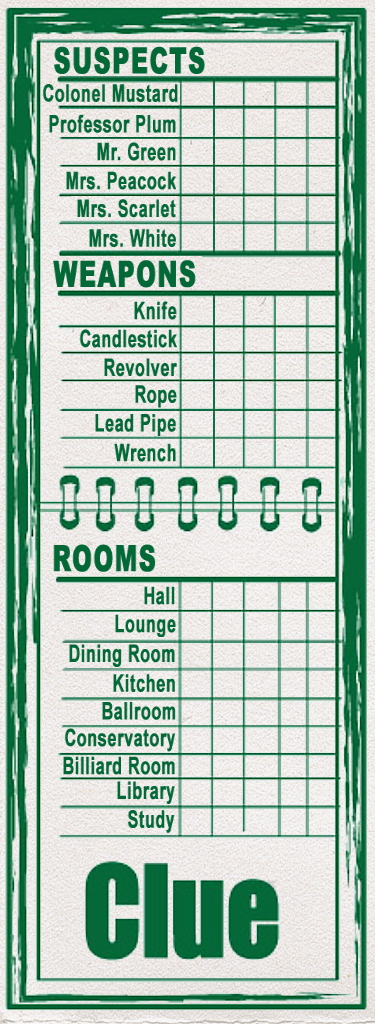 SUSPECTS
Colonel Mustard
Professor Plum
Mr. Green
Mrs. Peacock
Mrs. Scarlet
Mrs. White
WEAPONS
Knife
Candlestick
Revolver
Rope
Lead Pipe
Wrench
ROOMS
Hall
Lounge
Dining Room
Kitchen
Ballroom
Conservatory
Billiard Room
Library
Study
Clue